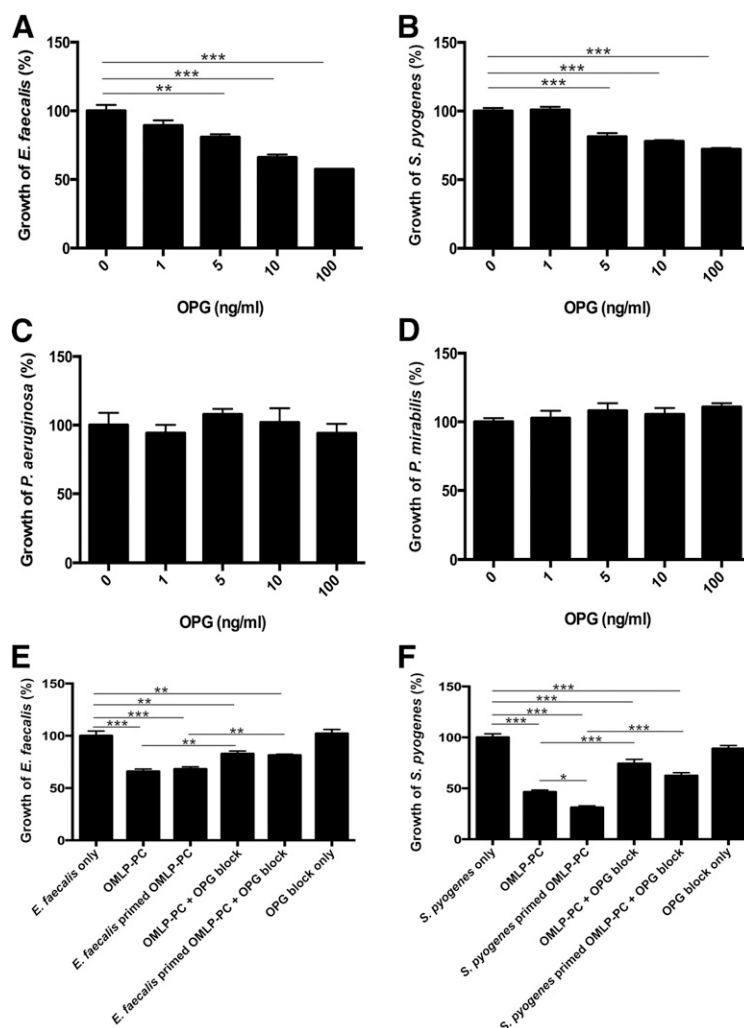 A
Growth of E. faecalis (%)
150
100
50
0
***
***
**
0 1 5 10 100
OPG (ng/ml)
B
Growth of S. pyogenes (%)
150
100
50
0
***
***
***
0 1 5 10 100
OPG (ng/ml)
C
Growth of P. aeruginosa (%)
150
100
50
0
0 1 5 10 100
OPG (ng/ml)
D
Growth of P. mirabilis (%)
150
100
50
0
0 1 5 10 100
OPG (ng/ml)
E
Growth of E. faecalis (%)
150
100
50
0
**
**
***
**
***
**
E. faecalis only
OMLP-PC
E. faecalis primed OMLP-PC
OMLP-PC + OPG block
E. faecalis primed OMLP-PC + OPG block
OPG block only
F
Growth of S. pyogenes (%)
150
100
50
0
***
***
***
***
***
***
*
S. pyogenes only
OMLP-PC
S. pyogenes primed OMLP-PC
OMLP-PC + OPG block
S. pyogenes primed OMLP-PC + OPG block
OPG block only